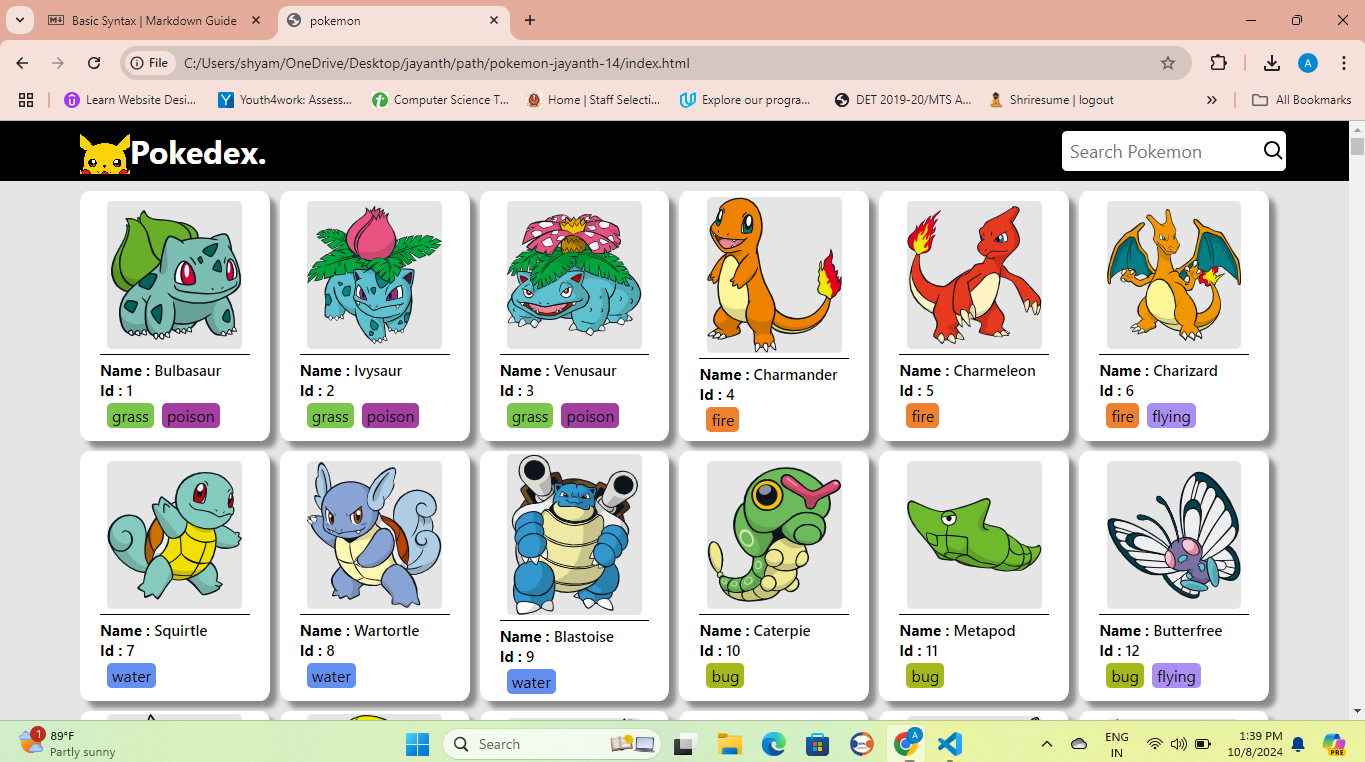 Basic Syntax | Markdown Guide
pokemon
File
C:/Users/shyam/OneDrive/Desktop/jayanth/path/pokemon-jayanth-14/index.html
A
Learn Website Desi...
Youth4work: Assess...
Computer Science T...
Home | Staff Selecti...
Explore our progra...
DET 2019-20/MTS A...
Shriresume | logout
All Bookmarks
Pokedex.
Search Pokemon
Name : Bulbasaur
Id : 1
grass poison
Name : Ivysaur
Id : 2
grass poison
Name : Venusaur
Id : 3
grass poison
Name : Charmander
Id : 4
fire
Name : Charmeleon
Id : 5
fire
Name : Charizard
Id : 6
fire flying
Name : Squirtle
Id : 7
water
Name : Wartortle
Id : 8
water
Name : Blastoise
Id : 9
water
Name : Caterpie
Id : 10
bug
Name : Metapod
Id : 11
bug
Name : Butterfree
Id : 12
bug flying
1
89°F
Partly sunny
Search
A
ENG
IN
1:39 PM
10/8/2024
PRE